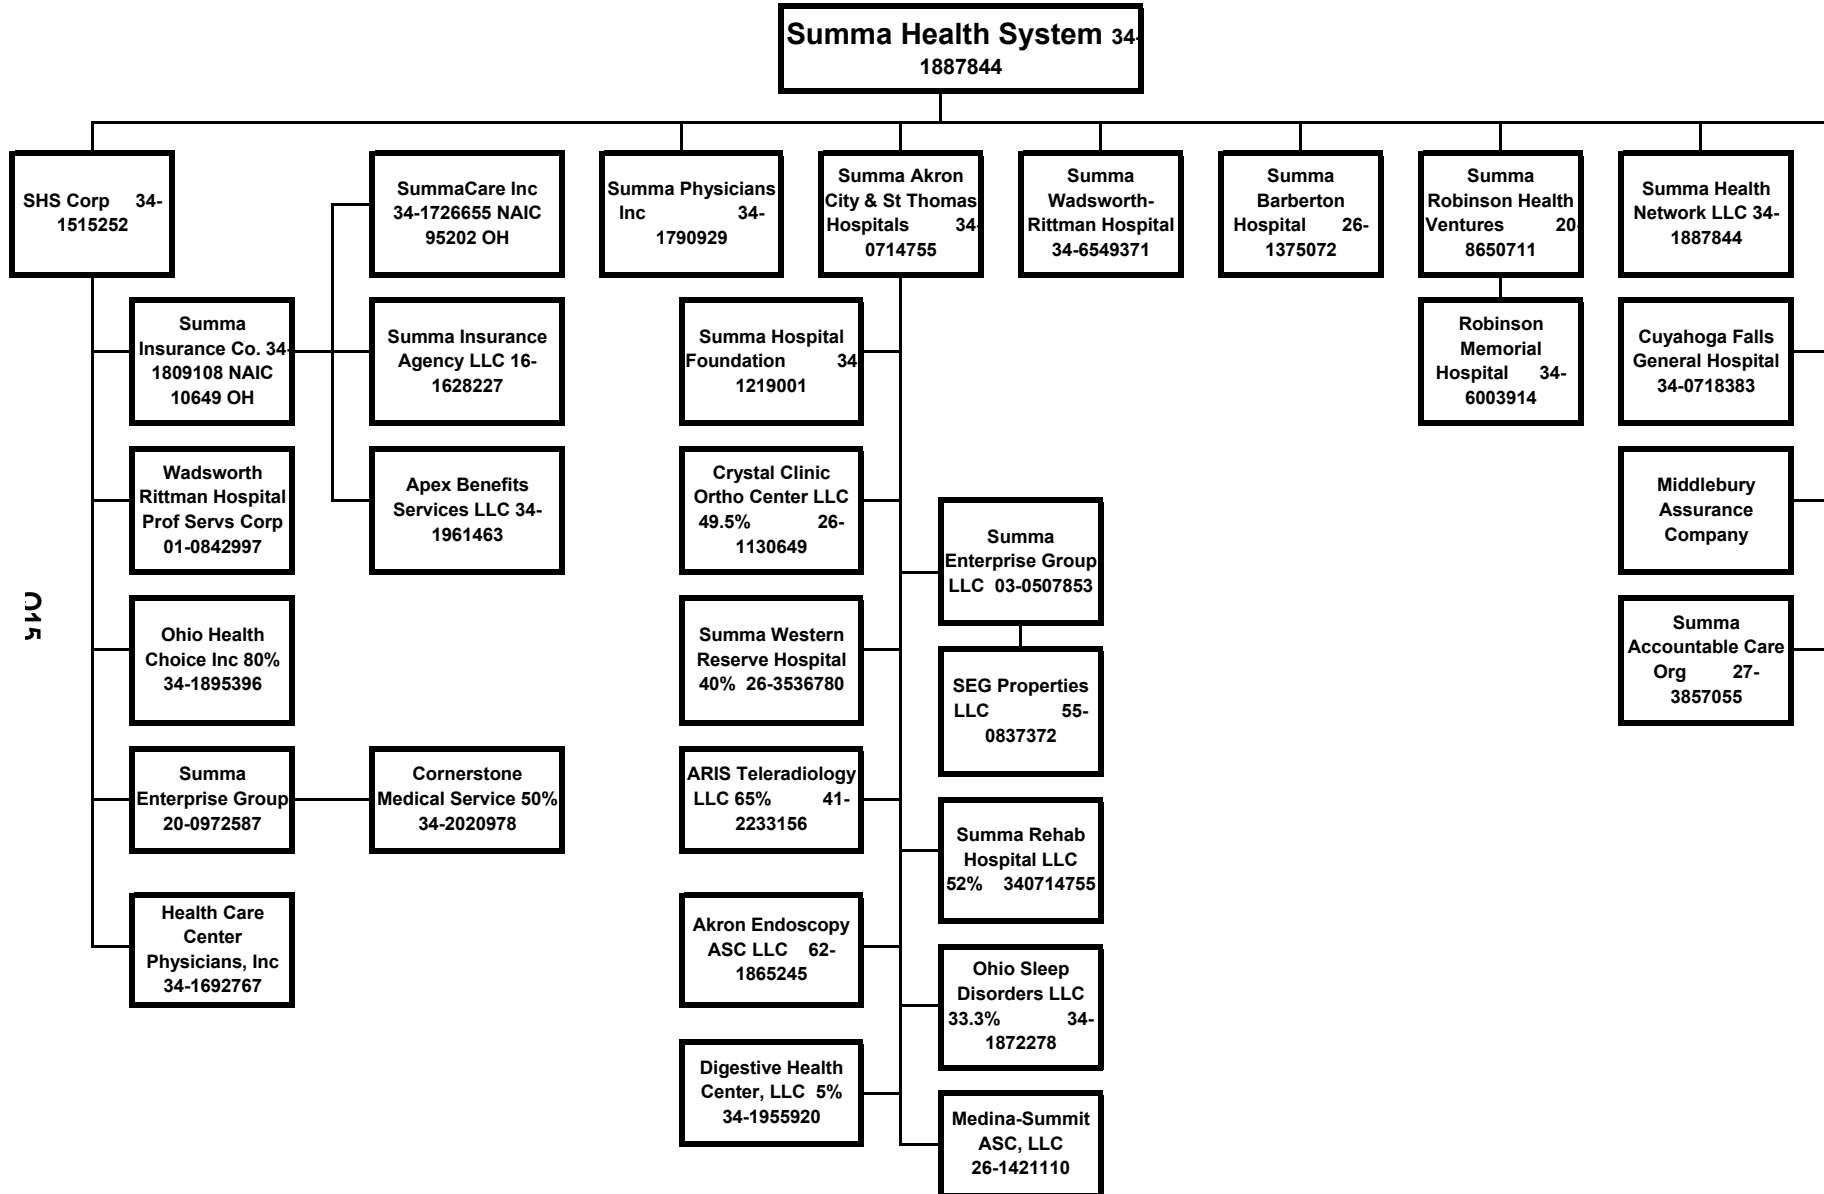 Summa Health System 34-
1887844
SHS Corp 34-
1515252
SummaCare Inc
34-1726655 NAIC
95202 OH
Summa Physicians
Inc 34-
1790929
Summa Akron
City & St Thomas
Hospitals 34-
0714755
Summa
Wadsworth-
Rittman Hospital
34-6549371
Summa
Barberton
Hospital 26-
1375072
Summa
Robinson Health
Ventures 20-
8650711
Summa Health
Network LLC 34-
1887844
Summa
Insurance Co. 34-
1809108 NAIC
10649 OH
Summa Insurance
Agency LLC 16-
1628227
Summa Hospital
Foundation 34
1219001
Robinson
Memorial
Hospital 34-
6003914
Cuyahoga Falls
General Hospital
34-0718383
Wadsworth
Rittman Hospital
Prof Servs Corp
01-0842997
Apex Benefits
Services LLC 34-
1961463
Crystal Clinic
Ortho Center LLC
49.5% 26-
1130649
Summa
Enterprise Group
LLC 03-0507853
Middlebury
Assurance
Company
Q15
Ohio Health
Choice Inc 80%
34-1895396
Summa Western
Reserve Hospital
40% 26-3536780
SEG Properties
LLC 55-
0837372
Summa
Accountable Care
Org 27-
3857055
Summa
Enterprise Group
20-0972587
Cornerstone
Medical Service 50%
34-2020978
ARIS Teleradiology
LLC 65% 41-
2233156
Summa Rehab
Hospital LLC
52% 340714755
Health Care
Center
Physicians, Inc
34-1692767
Akron Endoscopy
ASC LLC 62-
1865245
Ohio Sleep
Disorders LLC
33.3% 34-
1872278
Digestive Health
Center, LLC 5%
34-1955920
Medina-Summit
ASC, LLC
26-1421110